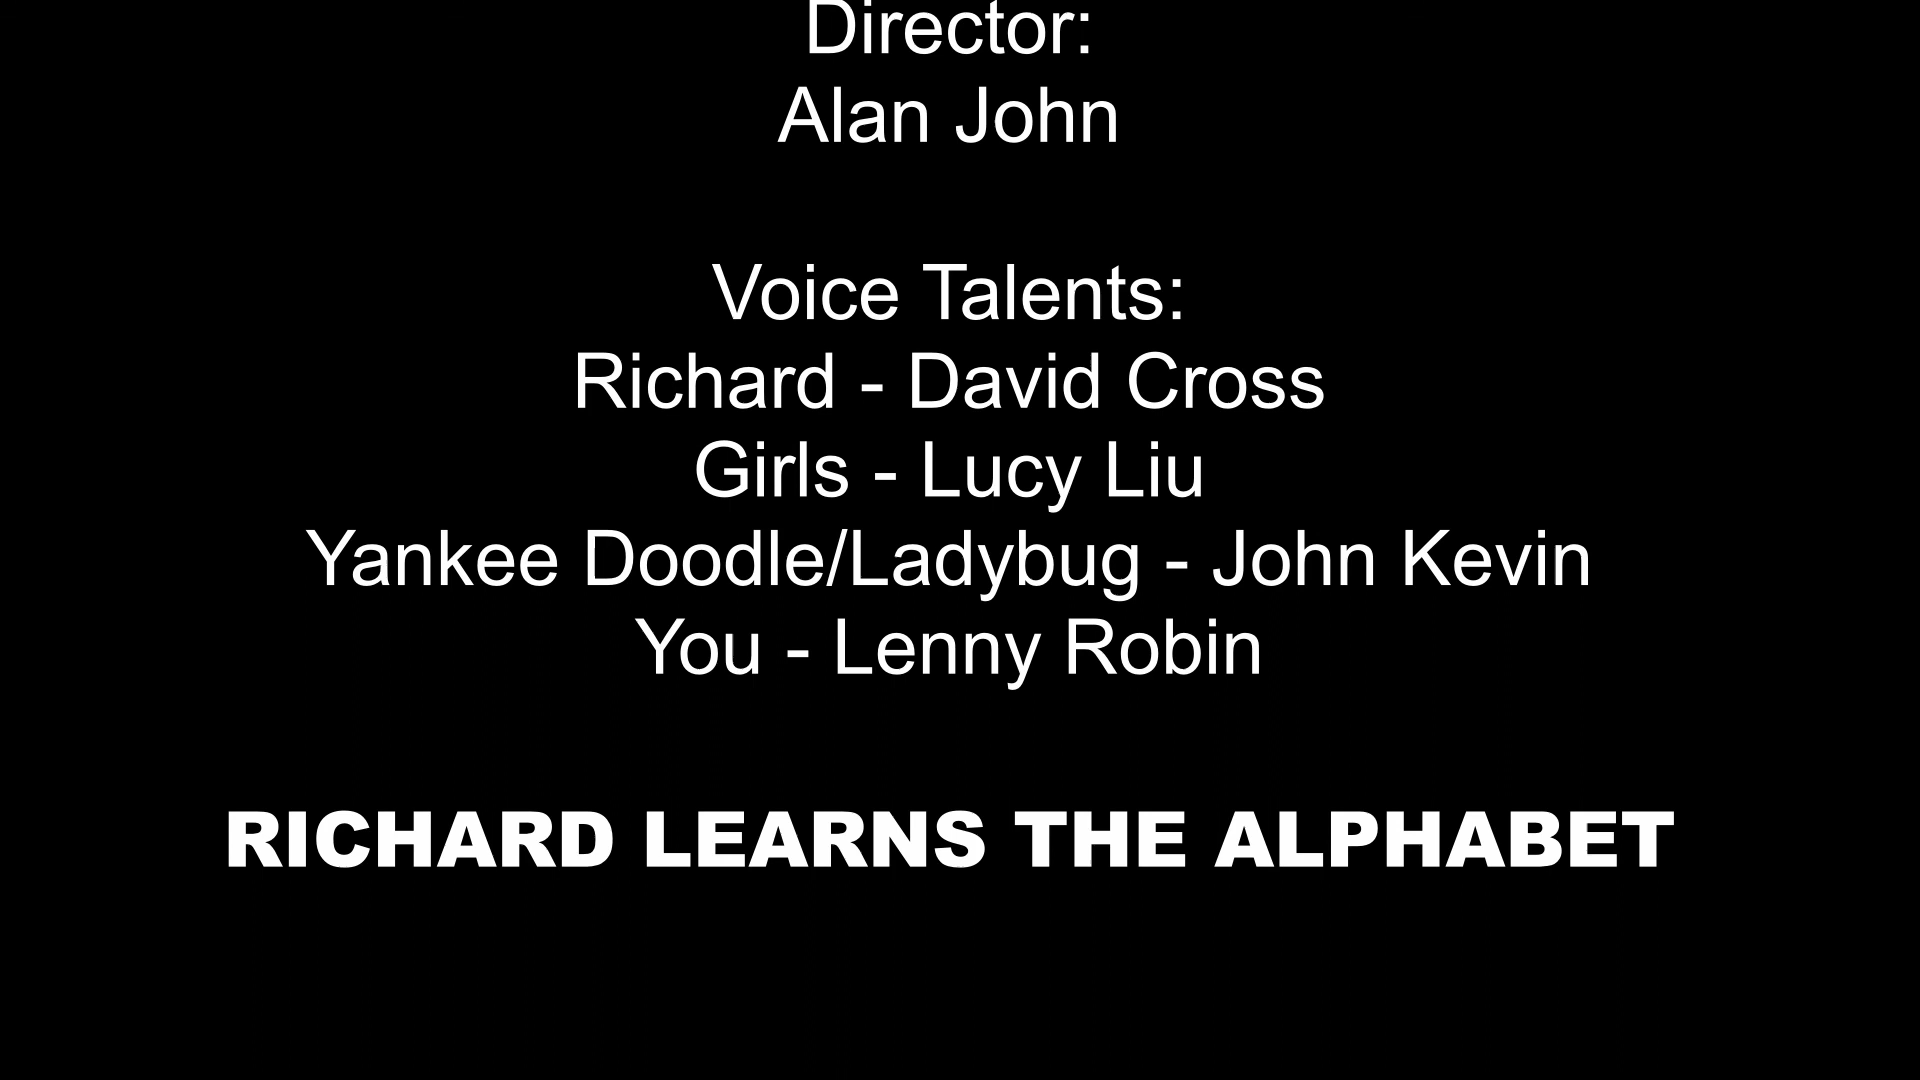 Director:
Alan John
Voice Talents:
Richard - David Cross
Girls - Lucy Liu
Yankee Doodle/Ladybug - John Kevin
You - Lenny Robin
RICHARD LEARNS THE ALPHABET